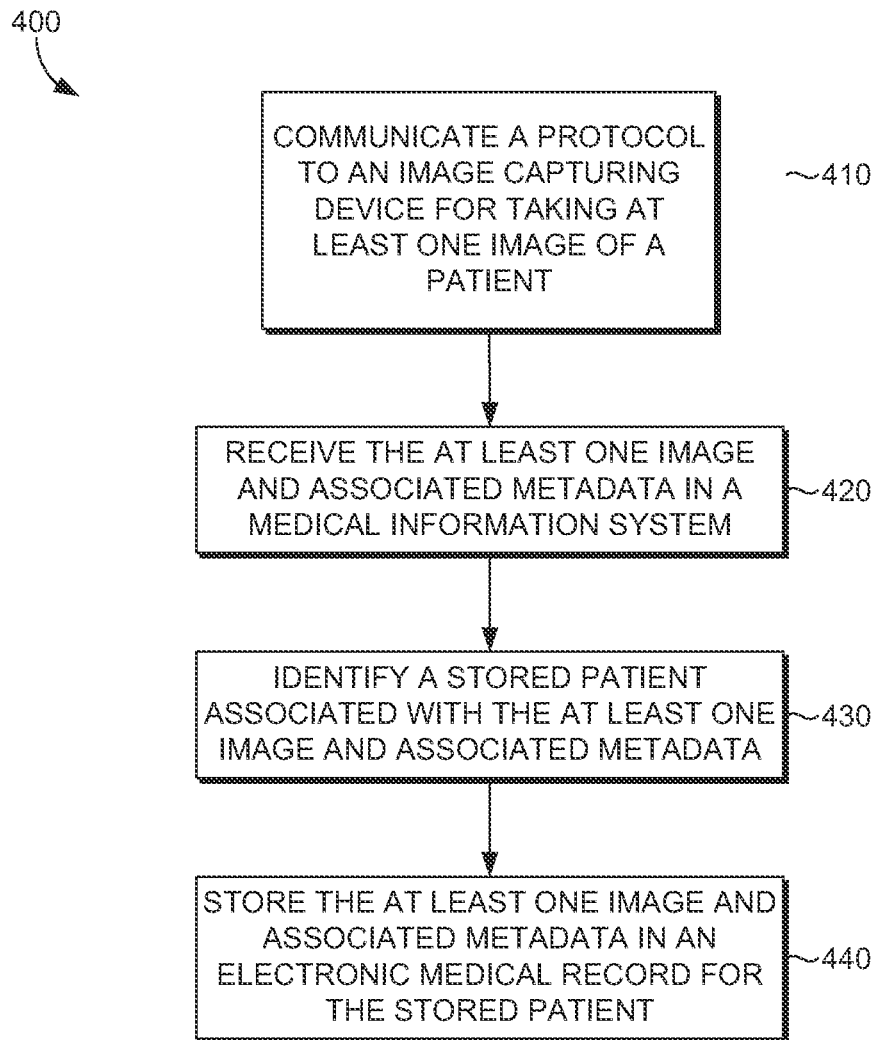 400
COMMUNICATE A PROTOCOL
TO AN IMAGE CAPTURING
DEVICE FOR TAKING AT
LEAST ONE IMAGE OF A
PATIENT
410
RECEIVE THE AT LEAST ONE IMAGE
AND ASSOCIATED METADATA IN A
MEDICAL INFORMATION SYSTEM
420
IDENTIFY A STORED PATIENT
ASSOCIATED WITH THE AT LEAST ONE
IMAGE AND ASSOCIATED METADATA
430
STORE THE AT LEAST ONE IMAGE AND
ASSOCIATED METADATA IN AN
ELECTRONIC MEDICAL RECORD FOR
THE STORED PATIENT
440